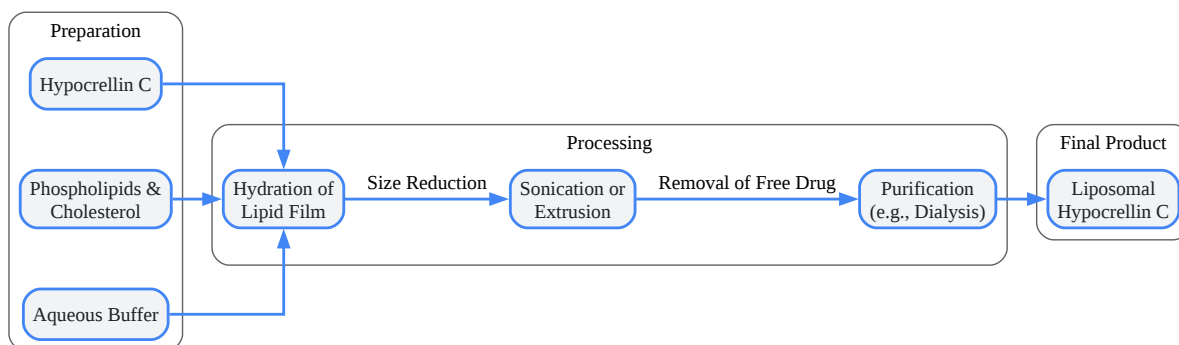 Preparation
Hypocrellin C
Phospholipids &
Cholesterol
Aqueous Buffer
Processing
Hydration of
Lipid Film
Size Reduction
Sonication or
Extrusion
Removal of Free Drug
Purification
(e.g., Dialysis)
Final Product
Liposomal
Hypocrellin C